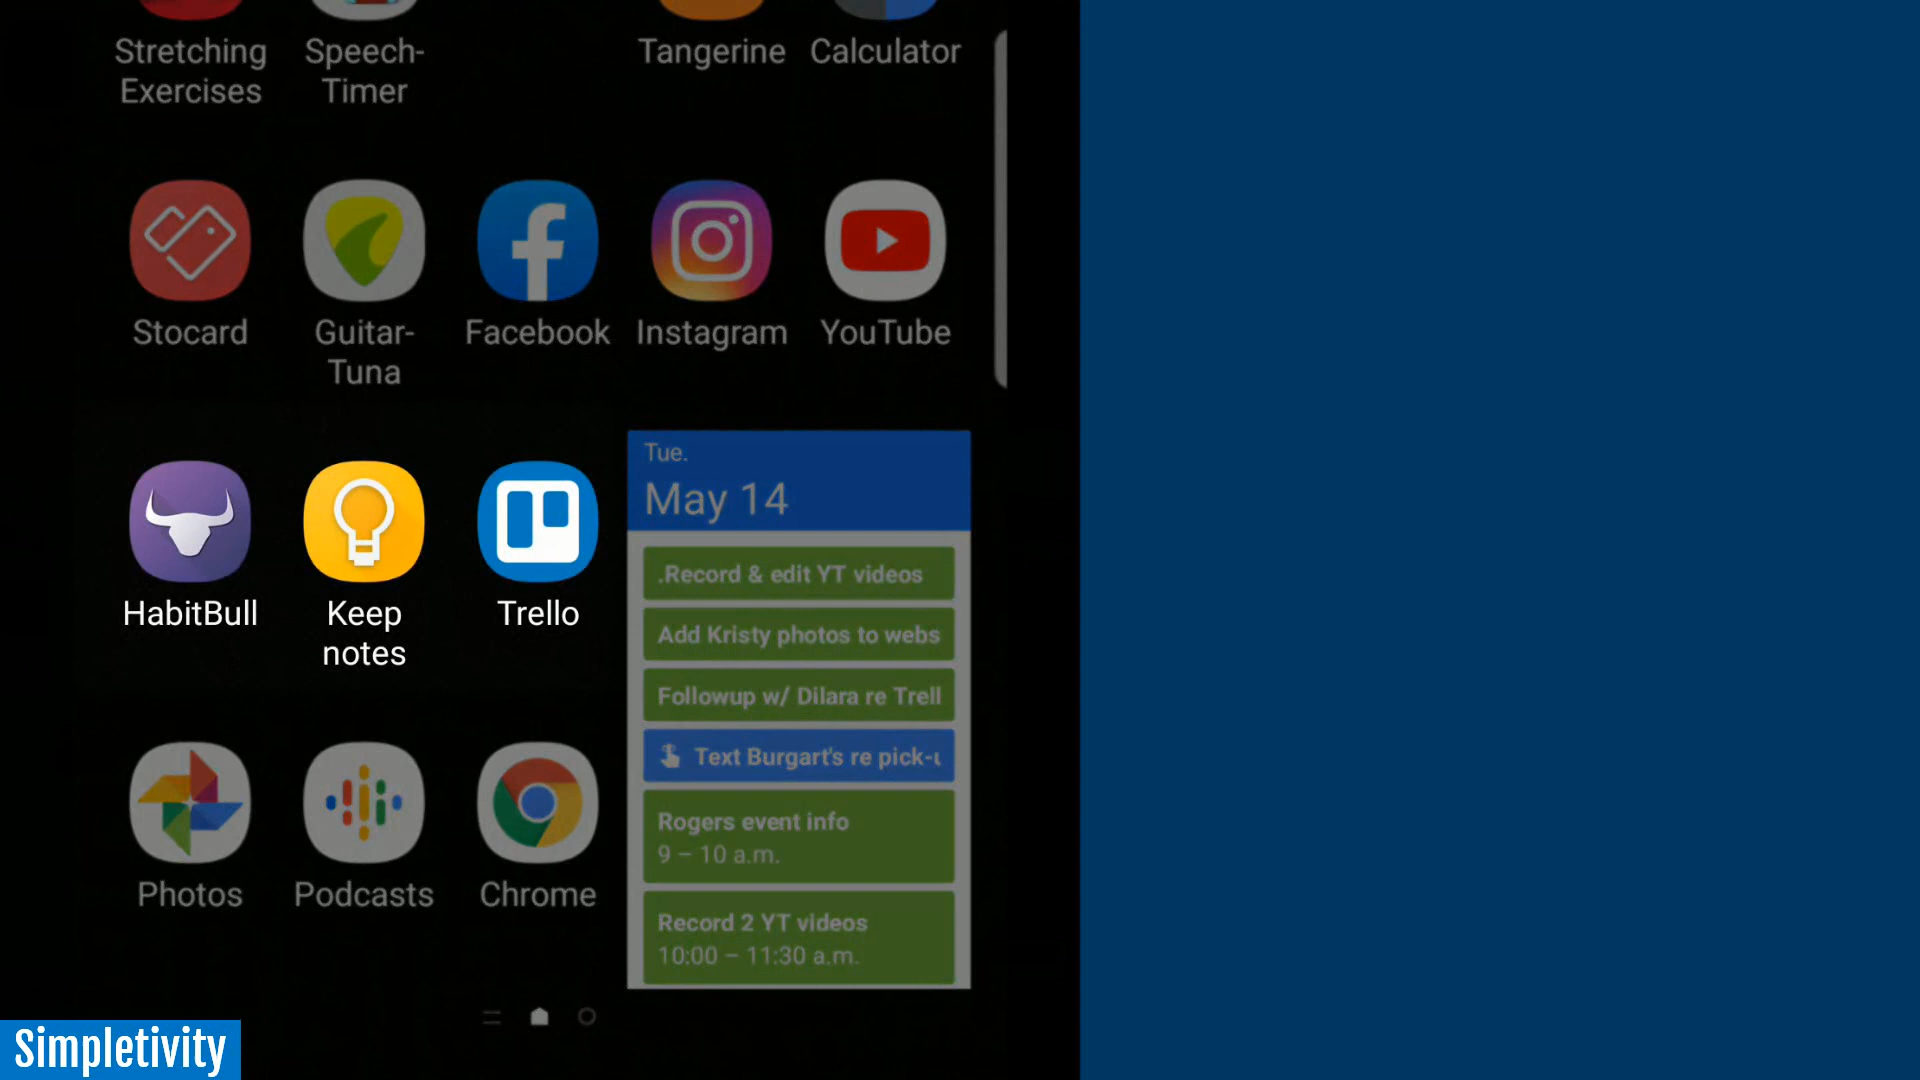 Stretching
Exercises
Speech-
Timer
Tangerine
Calculator
Stocard
Guitar-
Tuna
Facebook
Instagram
YouTube
HabitBull
Keep
notes
Trello
Tue.
May 14
.Record & edit YT videos
Add Kristy photos to webs
Followup w/ Dilara re Trell
Text Burgart's re pick-u
Rogers event info
9 – 10 a.m.
Record 2 YT videos
10:00 – 11:30 a.m.
Photos
Podcasts
Chrome
Simpletivity